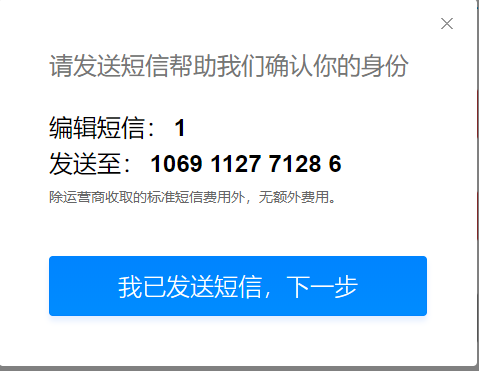 请发送短信帮助我们确认你的身份
编辑短信： 1
发送至： 1069 1127 7128 6
除运营商收取的标准短信费用外，无额外费用。
我已发送短信，下一步